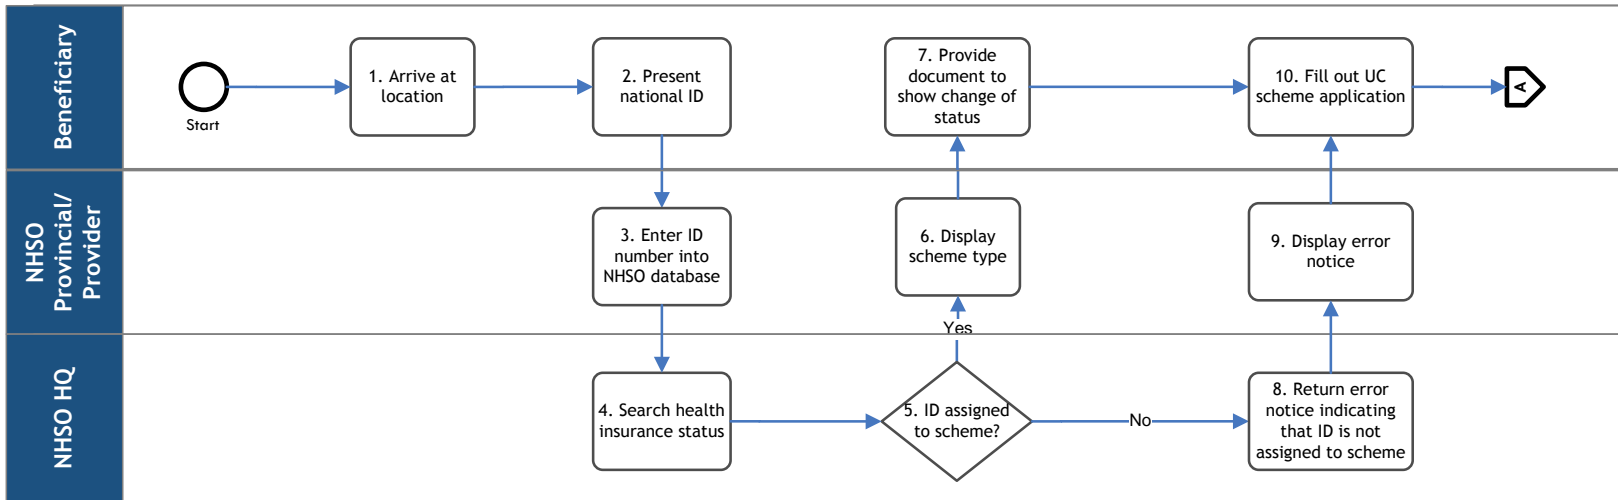 Beneficiary
Start
1. Arrive at
location
2. Present
national ID
7. Provide
document to
show change of
status
10. Fill out UC
scheme application
A
NHSO
Provincial/
Provider
3. Enter ID
number into
NHSO database
6. Display
scheme type
9. Display error
notice
Yes
NHSO HQ
4. Search health
insurance status
5. ID assigned
to scheme?
No
8. Return error
notice indicating
that ID is not
assigned to scheme